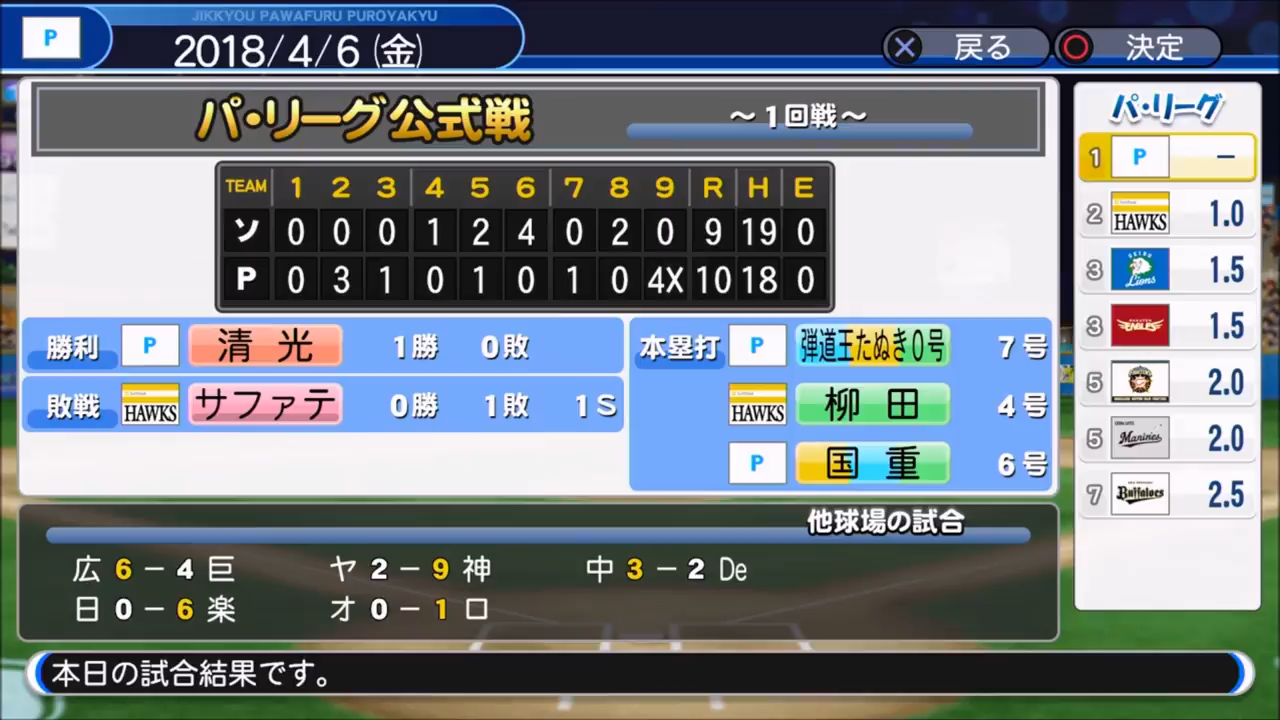 JIKKYOU PAWAFURU PUROYAKYU
P 2018/4/6(金) 戻る 決定
パ・リーグ公式戦 ～1回戦～
TEAM 1 2 3 4 5 6 7 8 9 R H E
ソ 0 0 0 1 2 4 0 2 0 9 19 0
P 0 3 1 0 1 0 1 0 4X 10 18 0
勝利 P 清光 1勝 0敗
敗戦 HAWKS サファテ 0勝 1敗 1S
本塁打 P 弾道王たぬき0号 7号
HAWKS 柳田 4号
P 国重 6号
パ・リーグ
1 P ー
2 HAWKS 1.0
3 Lions 1.5
3 EAGLES 1.5
5 2.0
5 Marines 2.0
7 Buffaloes 2.5
他球場の試合
広 6 － 4 巨 ヤ 2 － 9 神 中 3 － 2 De
日 0 － 6 楽 オ 0 － 1 ロ
本日の試合結果です。